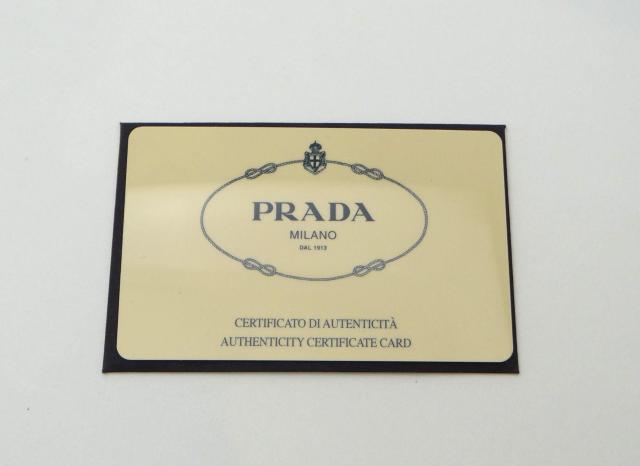 PRADA
MILANO
DAL 1913
CERTIFICATO DI AUTENTICITÀ
AUTHENTICITY CERTIFICATE CARD